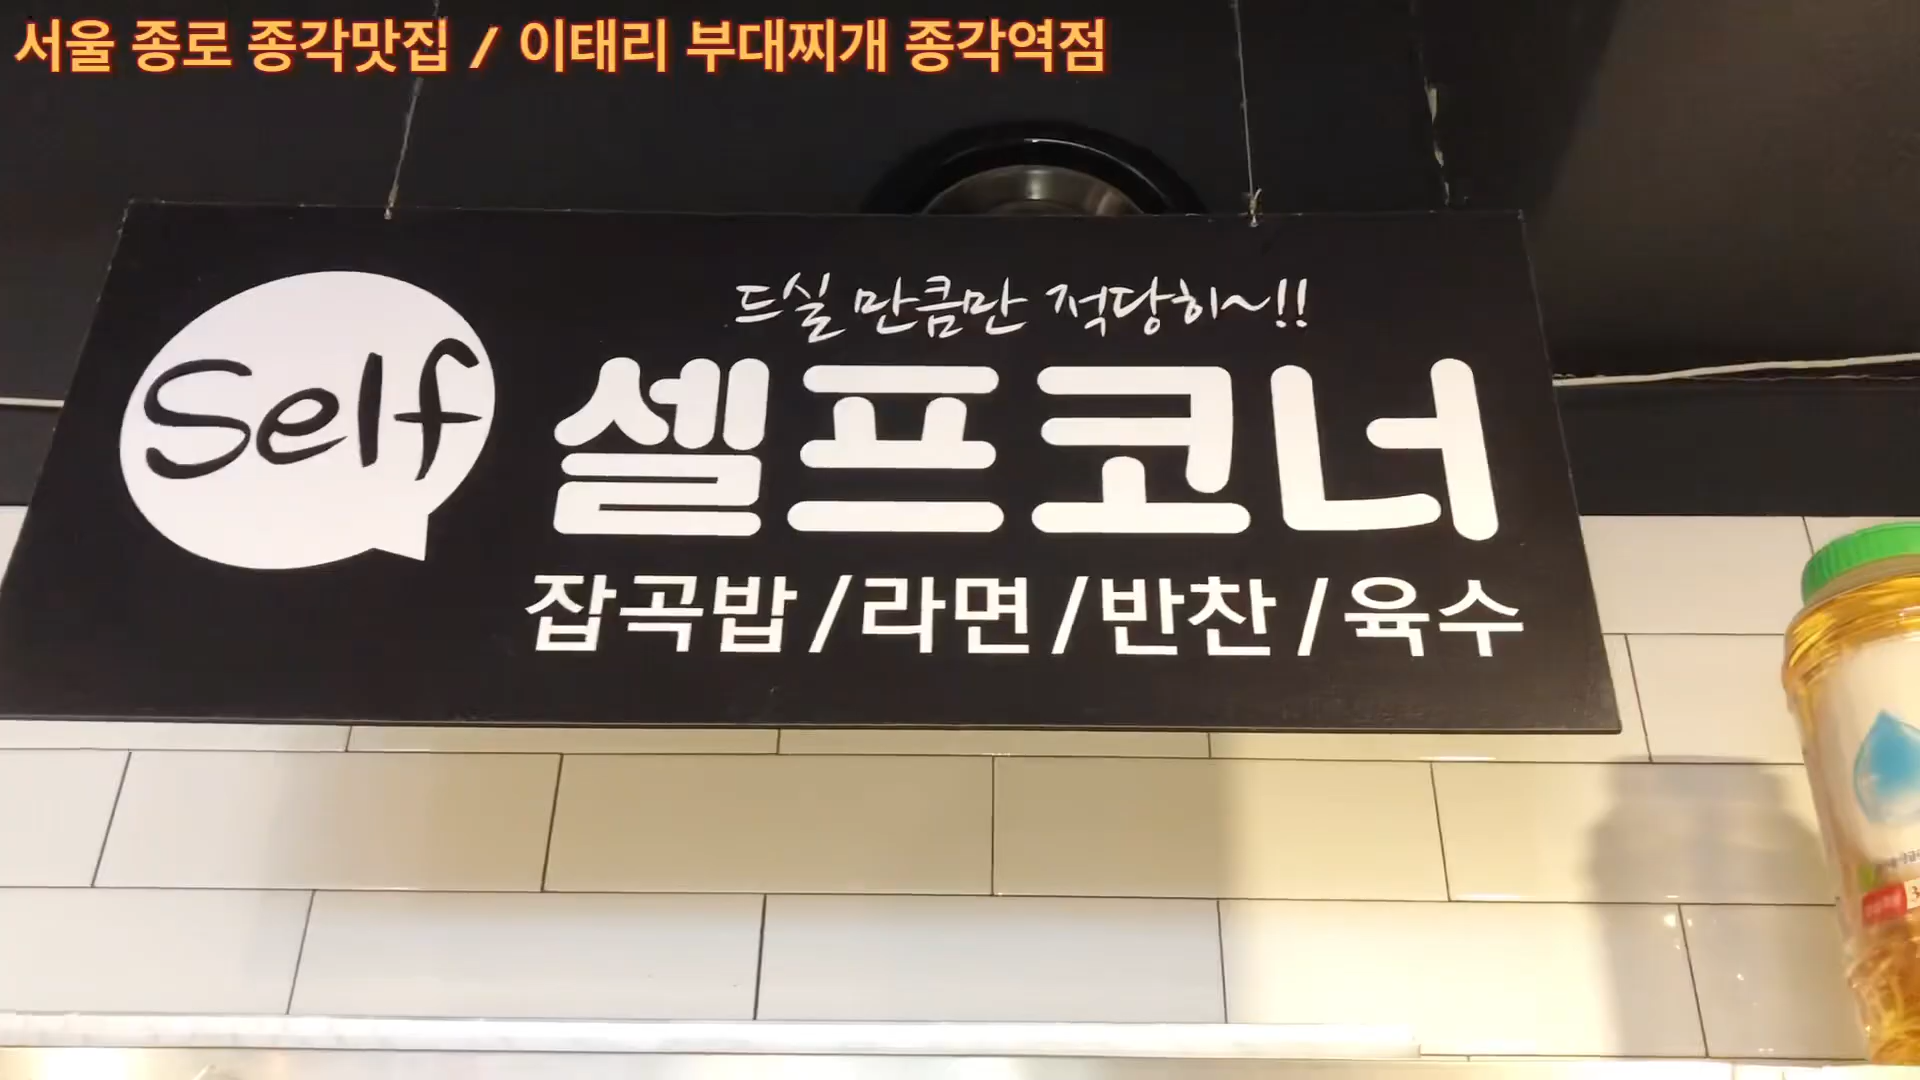 서울 종로 종각맛집 / 이태리 부대찌개 종각역점
드실 만큼만 적당히~!!
Self
셀프코너
잡곡밥/라면/반찬/육수